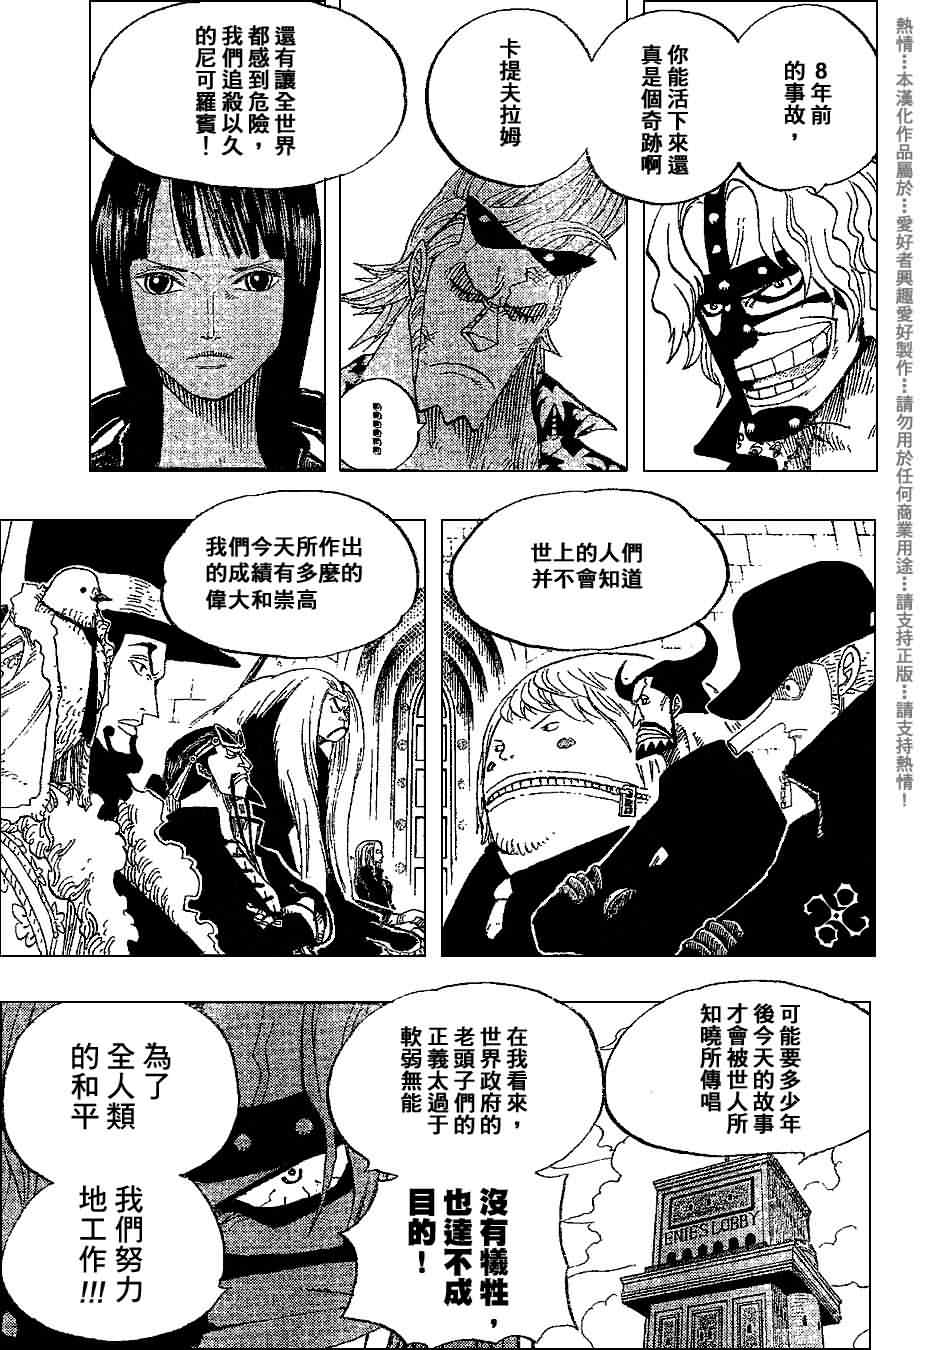 8年前
的事故，
你能活下來還
真是個奇跡啊
卡提夫拉姆
還有讓全世界
都感到危險，
我們追殺以久
的尼可羅賓！
世上的人們
并不會知道
我們今天所作出
的成績有多麼的
偉大和崇高
可能要多少年
後今天的故事
才會被世人所
知曉所傳唱
ENIES LOBBY
在我看來，
世界政府的
老頭子們的
正義太過于
軟弱無能
沒有犧牲，
也達不成
目的！
為了
全人類
的和平
我們努力
地工作!!!
熱情…本漢化作品屬於…愛好者興趣愛好製作…請勿用於任何商業用途…請支持正版…請支持熱情！